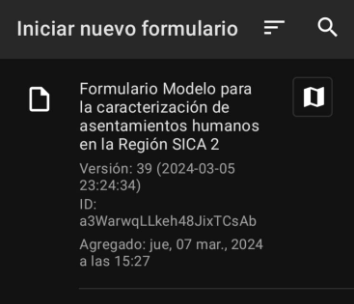 Iniciar nuevo formulario
Formulario Modelo para
la caracterización de
asentamientos humanos
en la Región SICA 2
Versión: 39 (2024-03-05
23:24:34)
ID:
a3WarwqLLkeh48JixTCsAb
Agregado: jue, 07 mar., 2024
a las 15:27